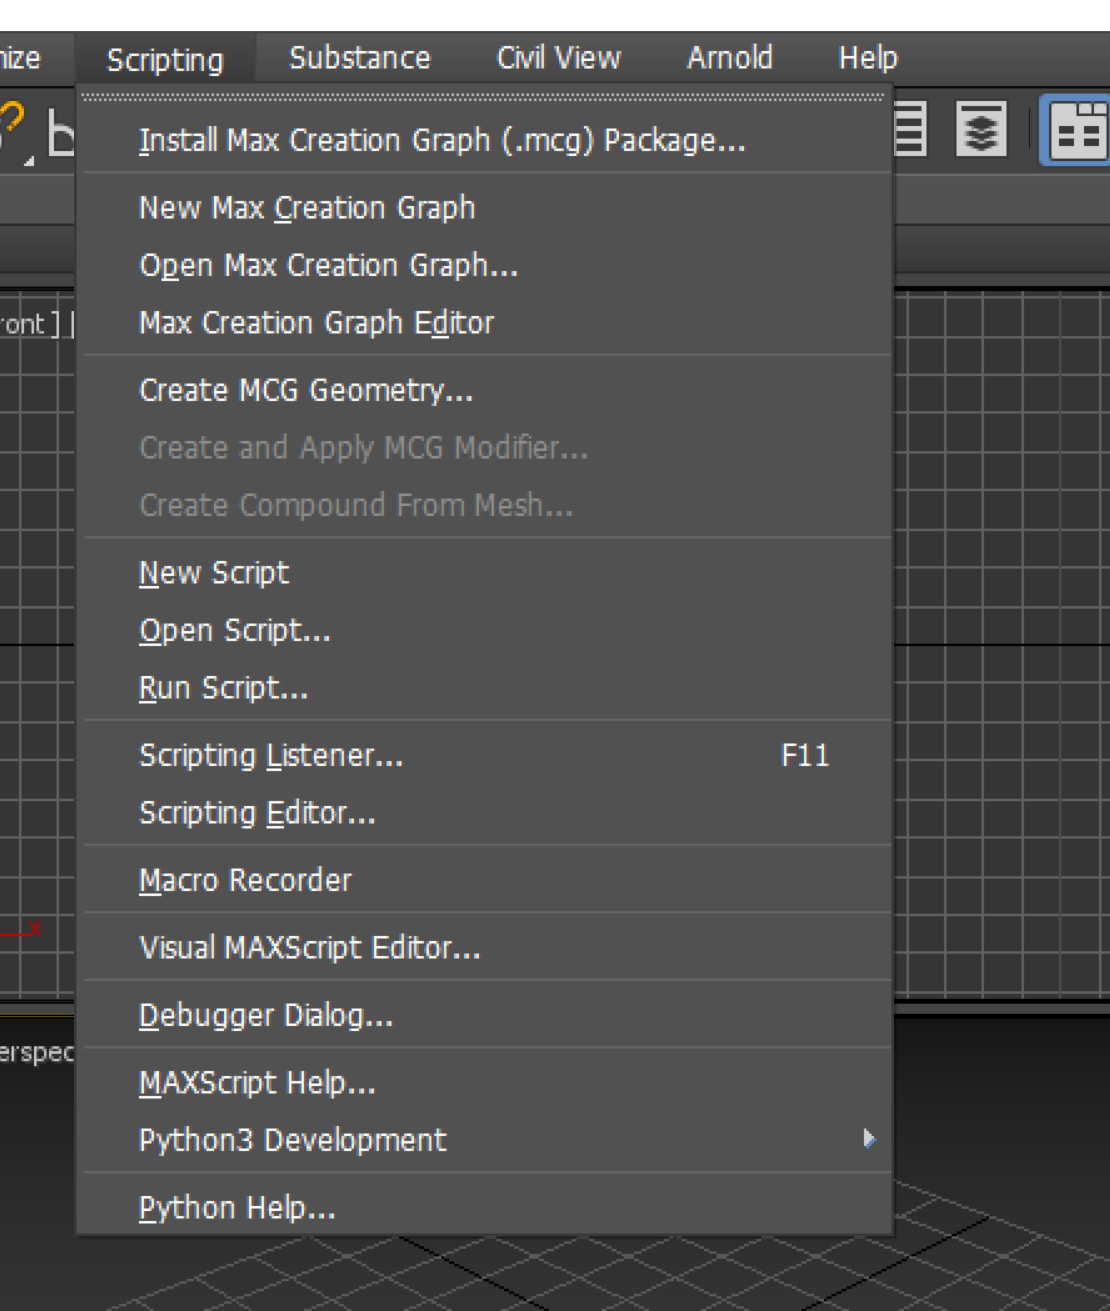 ize Scripting Substance Civil View Arnold Help
Install Max Creation Graph (.mcg) Package...
New Max Creation Graph
Open Max Creation Graph...
Max Creation Graph Editor
ront ] [
Create MCG Geometry...
Create and Apply MCG Modifier...
Create Compound From Mesh...
New Script
Open Script...
Run Script...
Scripting Listener... F11
Scripting Editor...
Macro Recorder
x
Visual MAXScript Editor...
Debugger Dialog...
erspec
MAXScript Help...
Python3 Development
Python Help...